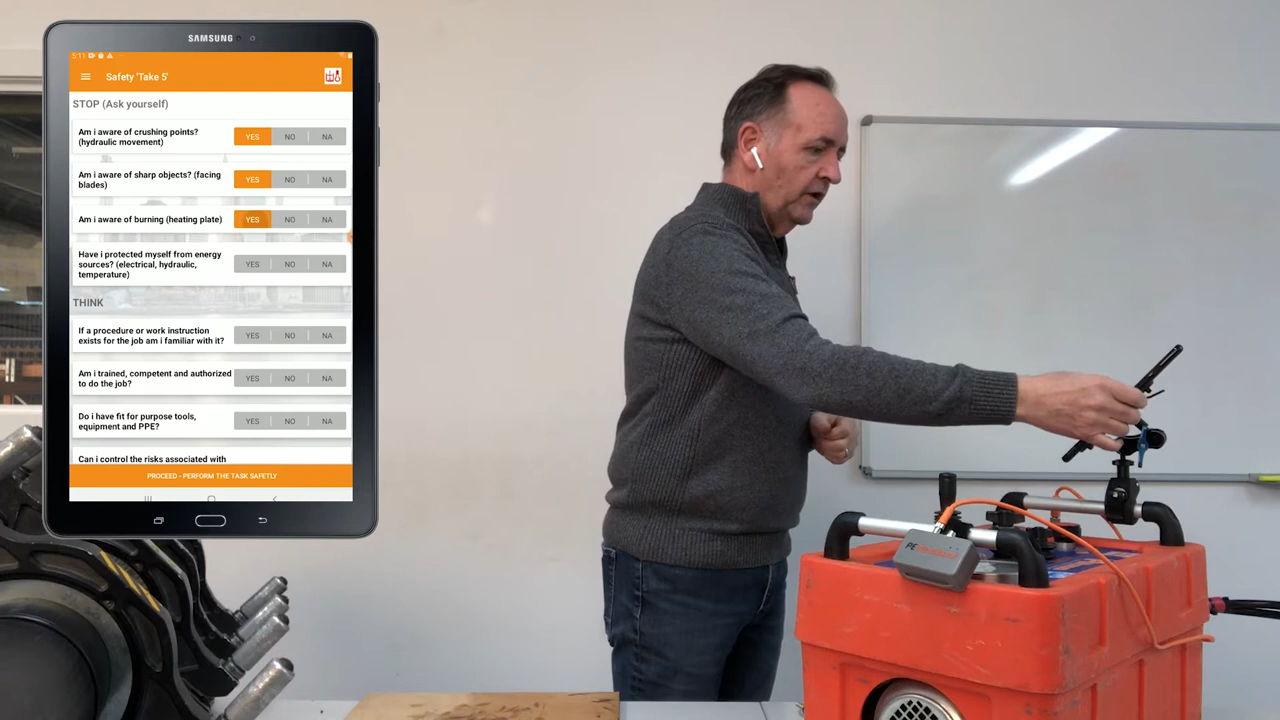 SAMSUNG
5:11
Safety 'Take 5'
STOP (Ask yourself)
Am i aware of crushing points?
(hydraulic movement)
YES NO NA
Am i aware of sharp objects? (facing
blades)
YES NO NA
Am i aware of burning (heating plate)
YES NO NA
Have i protected myself from energy
sources? (electrical, hydraulic,
temperature)
YES NO NA
THINK
If a procedure or work instruction
exists for the job am i familiar with it?
YES NO NA
Am i trained, competent and authorized
to do the job?
YES NO NA
Do i have fit for purpose tools,
equipment and PPE?
YES NO NA
Can i control the risks associated with
PROCEED - PERFORM THE TASK SAFETLY